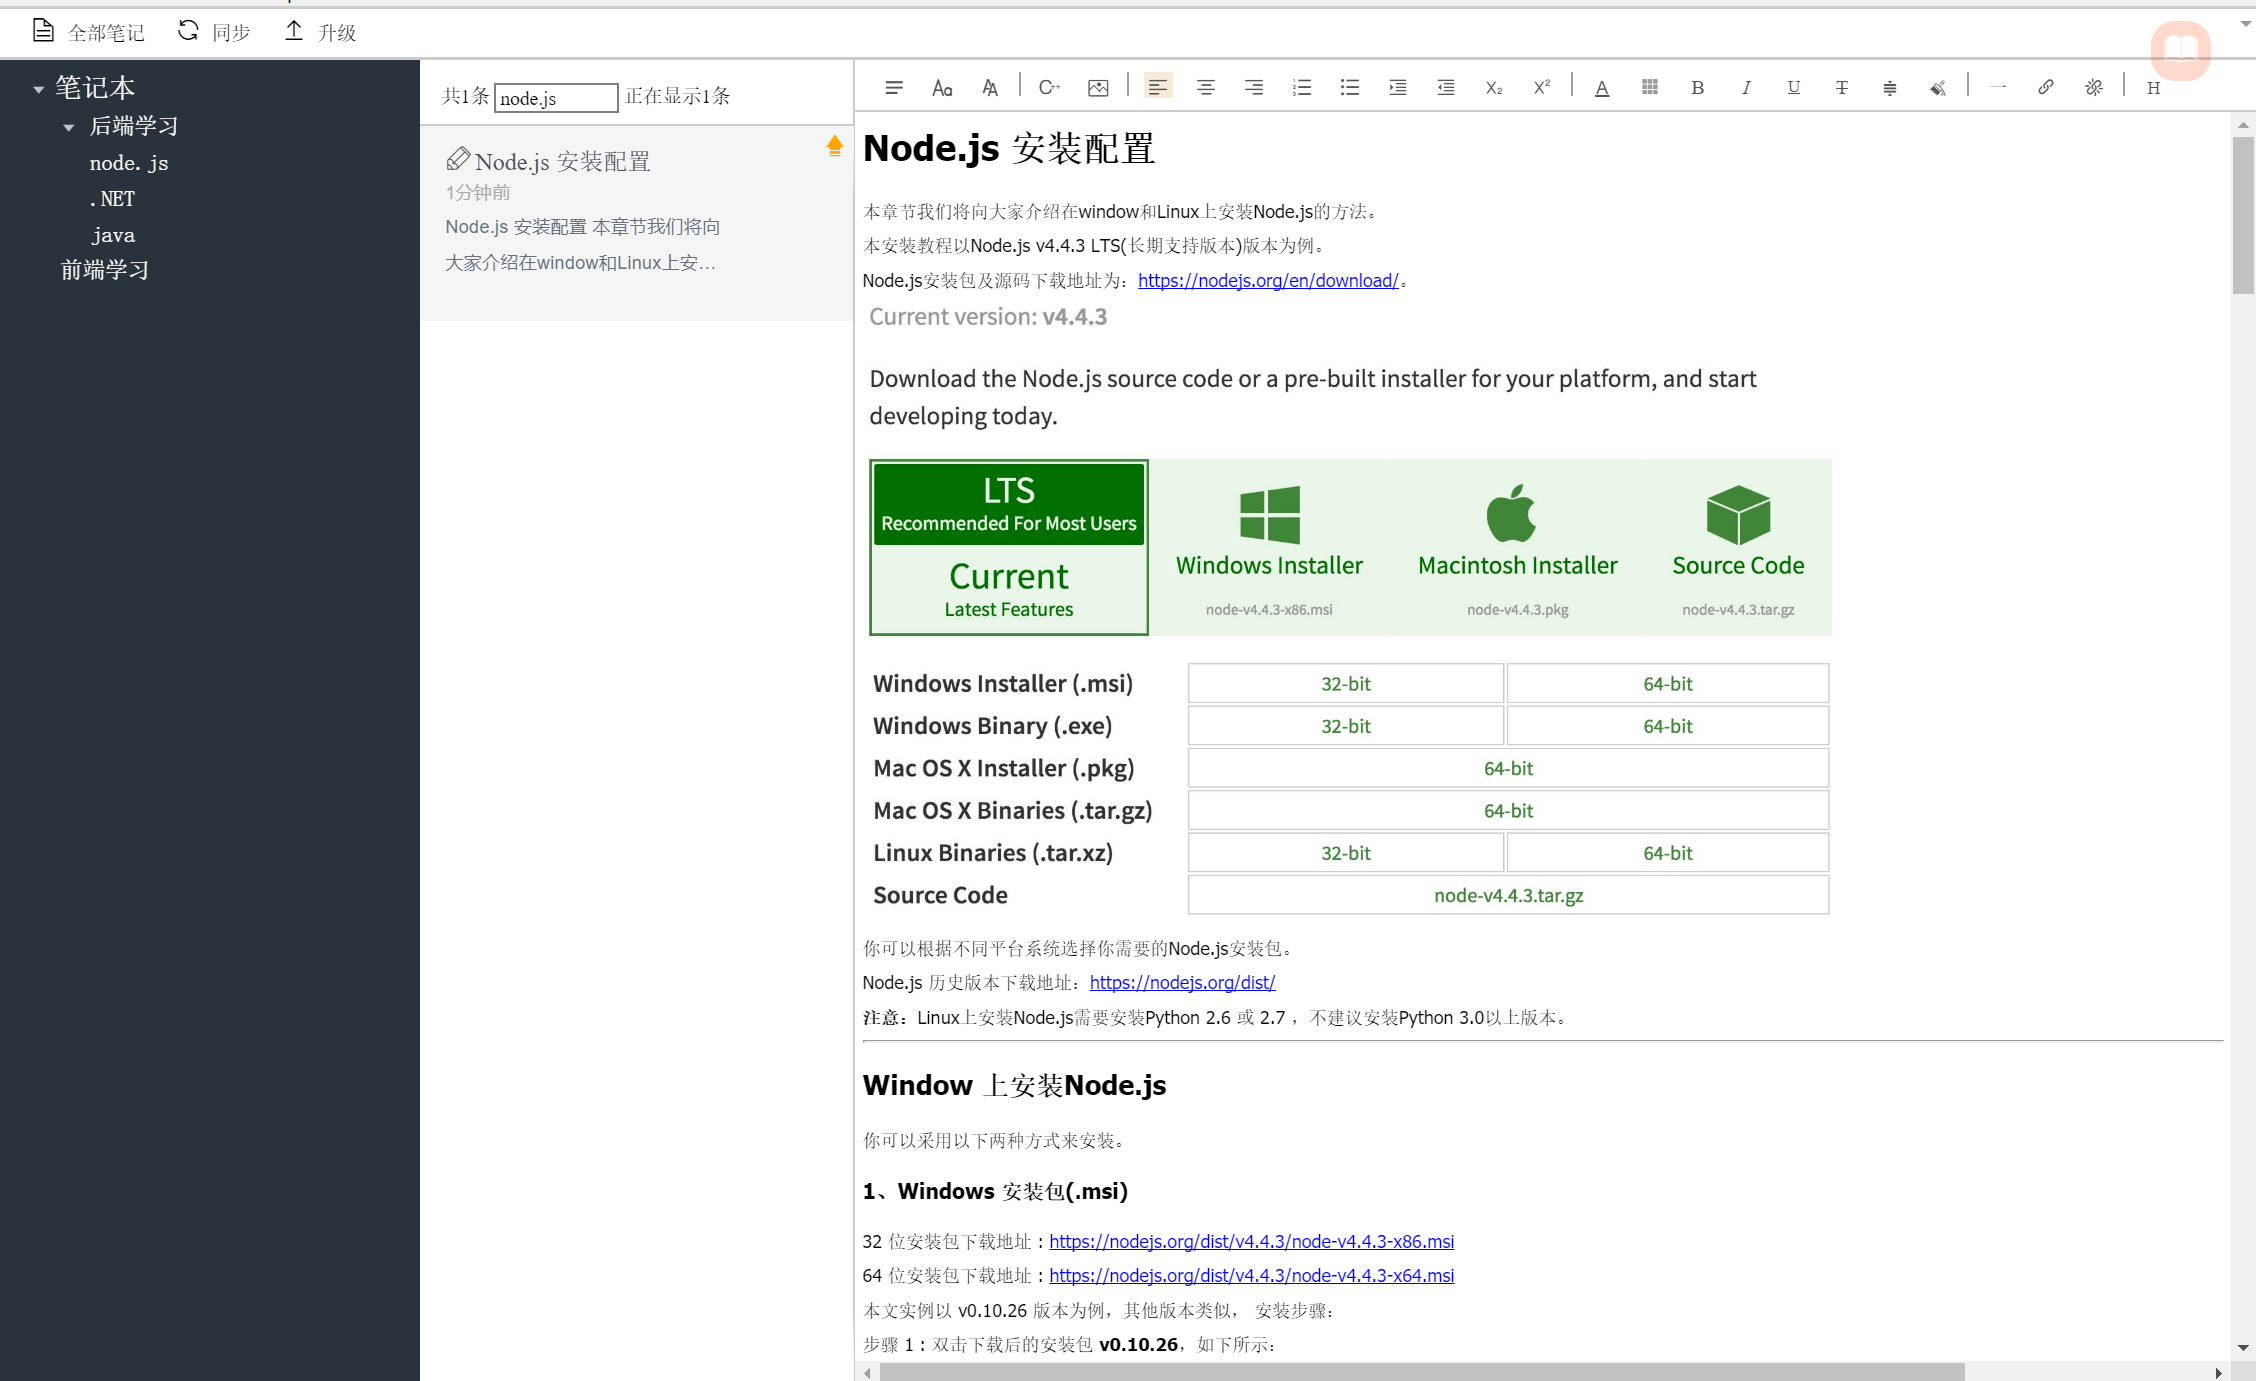 全部笔记 同步 升级
笔记本
后端学习
node.js
.NET
java
前端学习
共1条 node.js 正在显示1条
Node.js 安装配置
1分钟前
Node.js 安装配置 本章节我们将向
大家介绍在window和Linux上安...
Aa A C++ X₂ X² A B I U T H
Node.js 安装配置
本章节我们将向大家介绍在window和Linux上安装Node.js的方法。
本安装教程以Node.js v4.4.3 LTS(长期支持版本)版本为例。
Node.js安装包及源码下载地址为：https://nodejs.org/en/download/。
Current version: v4.4.3
Download the Node.js source code or a pre-built installer for your platform, and start
developing today.
LTS
Recommended For Most Users
Current
Latest Features
Windows Installer
node-v4.4.3-x86.msi
Macintosh Installer
node-v4.4.3.pkg
Source Code
node-v4.4.3.tar.gz
Windows Installer (.msi) 32-bit 64-bit
Windows Binary (.exe) 32-bit 64-bit
Mac OS X Installer (.pkg) 64-bit
Mac OS X Binaries (.tar.gz) 64-bit
Linux Binaries (.tar.xz) 32-bit 64-bit
Source Code node-v4.4.3.tar.gz
你可以根据不同平台系统选择你需要的Node.js安装包。
Node.js 历史版本下载地址：https://nodejs.org/dist/
注意：Linux上安装Node.js需要安装Python 2.6 或 2.7 ，不建议安装Python 3.0以上版本。
Window 上安装Node.js
你可以采用以下两种方式来安装。
1、Windows 安装包(.msi)
32 位安装包下载地址 : https://nodejs.org/dist/v4.4.3/node-v4.4.3-x86.msi
64 位安装包下载地址 : https://nodejs.org/dist/v4.4.3/node-v4.4.3-x64.msi
本文实例以 v0.10.26 版本为例，其他版本类似， 安装步骤：
步骤 1 : 双击下载后的安装包 v0.10.26，如下所示：